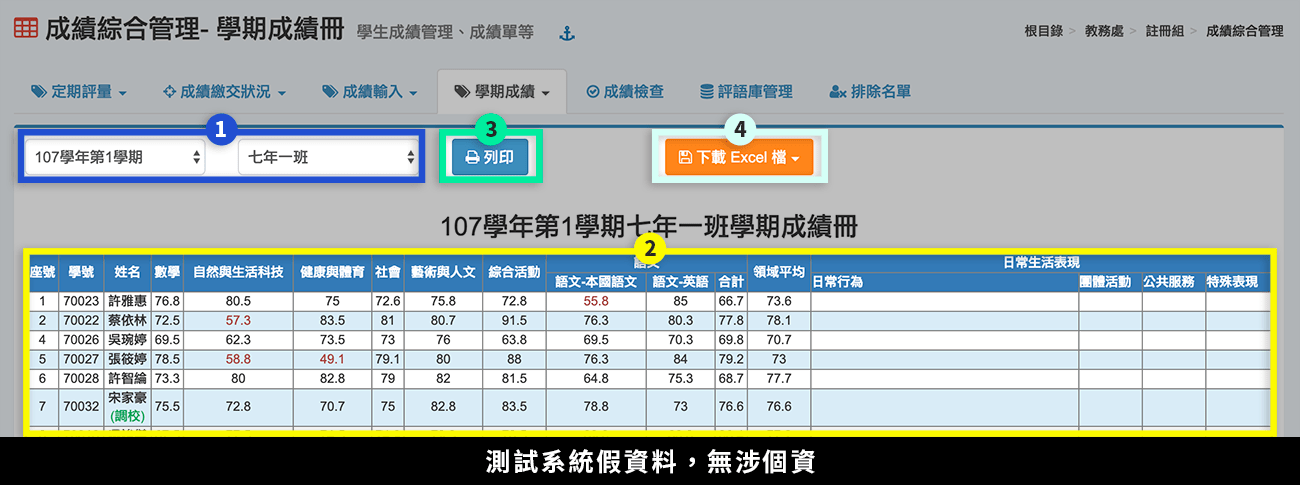 成績綜合管理- 學期成績冊 學生成績管理、成績單等
根目錄 > 教務處 > 註冊組 > 成績綜合管理
定期評量 成績繳交狀況 成績輸入 學期成績 成績檢查 評語庫管理 排除名單
1 3 4
107學年第1學期 七年一班 列印 下載 Excel 檔
107學年第1學期七年一班學期成績冊
2
座號 學號 姓名 數學 自然與生活科技 健康與體育 社會 藝術與人文 綜合活動 語文 領域平均 日常生活表現
語文-本國語文 語文-英語 合計 日常行為 團體活動 公共服務 特殊表現
1 70023 許雅惠 76.8 80.5 75 72.6 75.8 72.8 55.8 85 66.7 73.6
2 70022 蔡依林 72.5 57.3 83.5 81 80.7 91.5 76.3 80.3 77.8 78.1
4 70026 吳琬婷 69.5 62.3 73.5 73 76 63.8 69.5 70.3 69.8 70.7
5 70027 張筱婷 78.5 58.8 49.1 79.1 80 88 76.3 84 79.2 73
6 70028 許智綸 73.3 80 82.8 79 82 81.5 64.8 75.3 68.7 77.7
7 70032 宋家豪 75.5 72.8 70.7 75 82.8 83.5 78.8 73 76.6 76.6
(調校)
測試系統假資料，無涉個資